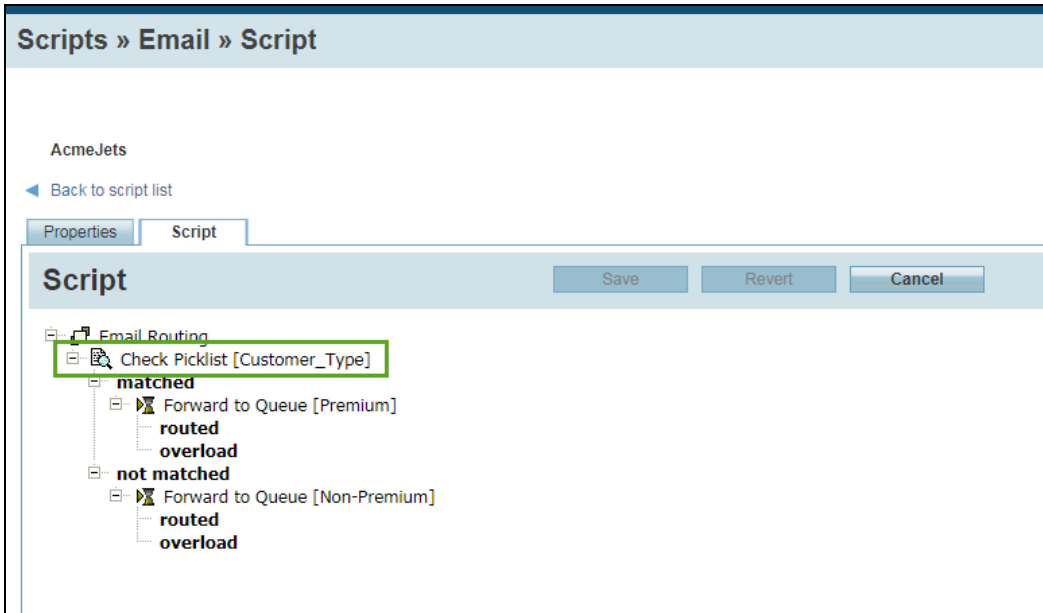 Scripts » Email » Script
AcmeJets
Back to script list
Properties Script
Script Save Revert Cancel
Email Routing
Check Picklist [Customer_Type]
matched
Forward to Queue [Premium]
routed
overload
not matched
Forward to Queue [Non-Premium]
routed
overload